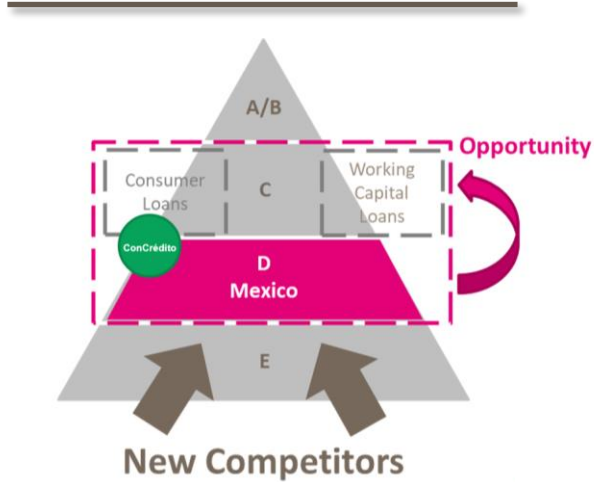 A/B
Opportunity
Consumer
Loans
C
Working
Capital
Loans
ConCrédito
D
Mexico
E
New Competitors